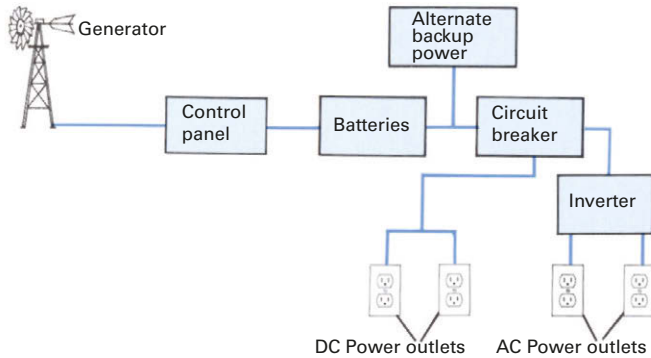 Generator
Alternate
backup
power
Control
panel
Batteries
Circuit
breaker
Inverter
DC Power outlets
AC Power outlets